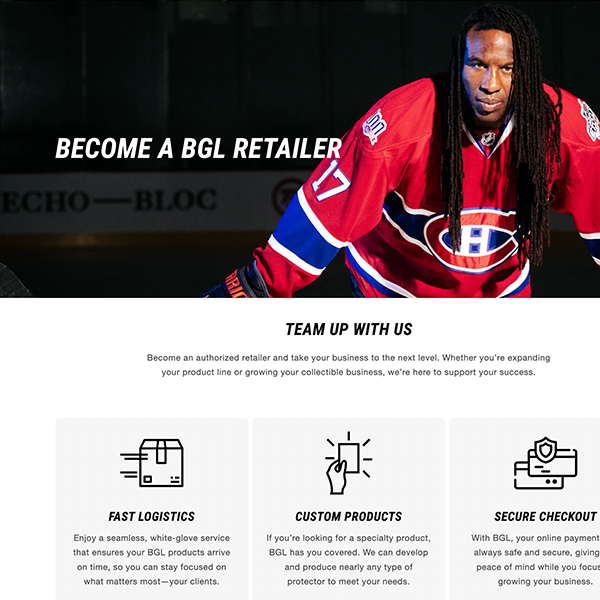 BECOME A BGL RETAILER
17
ECHO—BLOC
TEAM UP WITH US
Become an authorized retailer and take your business to the next level. Whether you're expanding
your product line or growing your collectible business, we're here to support your success.
FAST LOGISTICS
Enjoy a seamless, white-glove service
that ensures your BGL products arrive
on time, so you can stay focused on
what matters most—your clients.
CUSTOM PRODUCTS
If you're looking for a specialty product,
BGL has you covered. We can develop
and produce nearly any type of
protector to meet your needs.
SECURE CHECKOUT
With BGL, your online payment
always safe and secure, giving
peace of mind while you focus
growing your business.